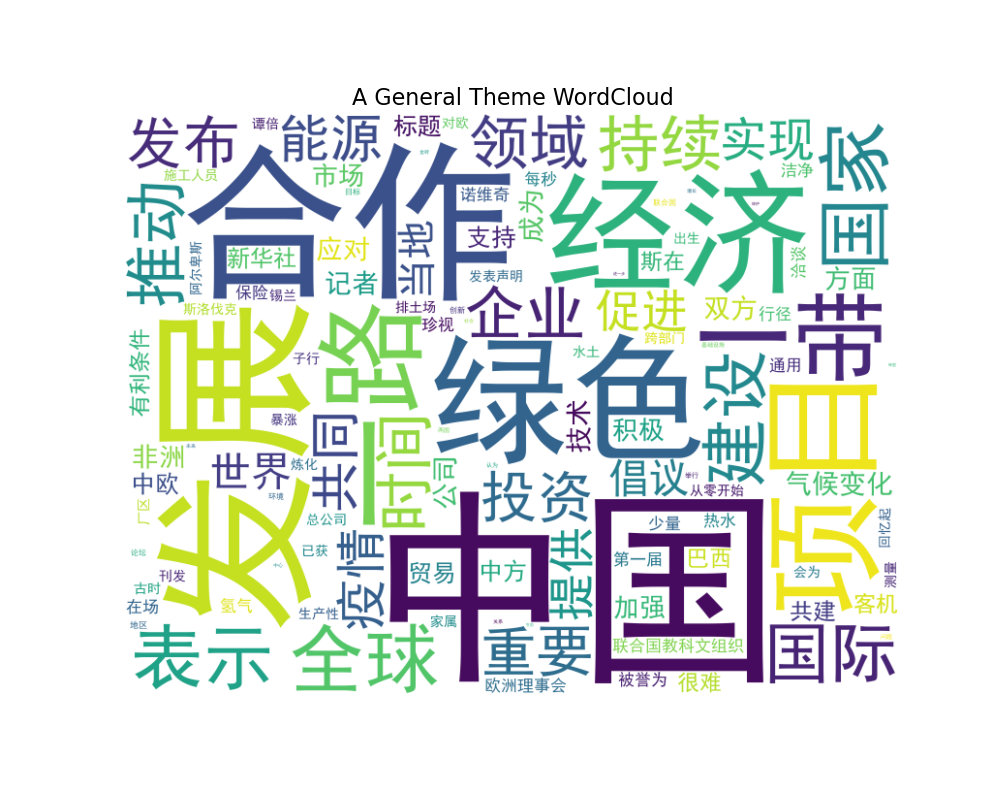 A General Theme WordCloud
发布
谭倍
能源
标题
对欧
领域
持续
实现
国家
施工人员
市场
每秒
洁净
推动
合作
诺维奇
成为
经济
阿尔卑斯
新华社
应对
当地
支持
斯在
出生
洽谈
保险
锡兰
记者
发表声明
方面
斯洛伐克
排土场
创新
珍视
企业
促进
双方
行径
一带
有利条件
发展
子行
一路
跨部门
水土
通用
暴涨
共同
时间
绿色
技术
积极
建设
项目
非洲
世界
炼化
公司
中欧
环境
投资
倡议
从零开始
气候变化
厂区
总公司
少量
热水
回忆起
已获
疫情
中国
贸易
中方
提供
第一届
巴西
会为
测量
刊发
古时
在场
地区
氢气
生产性
家属
加强
共建
客机
表示
全球
重要
联合国教科文组织
国际
欧洲理事会
被誉为
很难